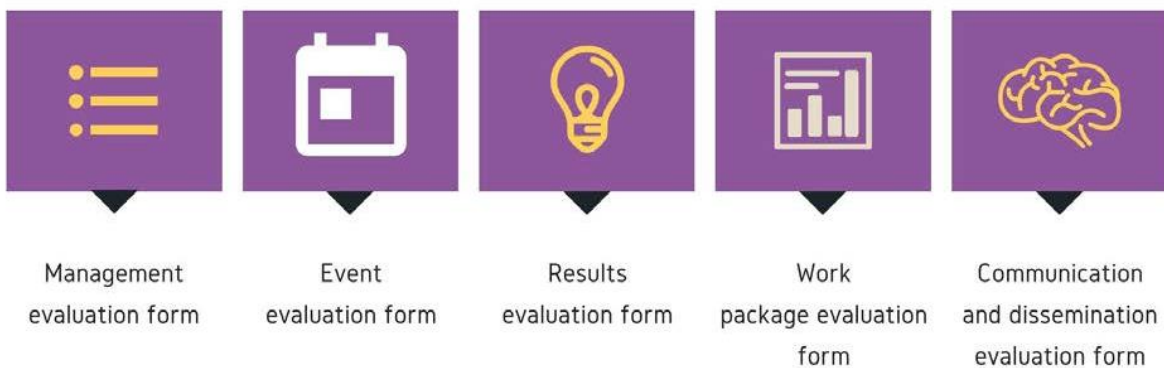 Management
evaluation form
Event
evaluation form
Results
evaluation form
Work
package evaluation
form
Communication
and dissemination
evaluation form